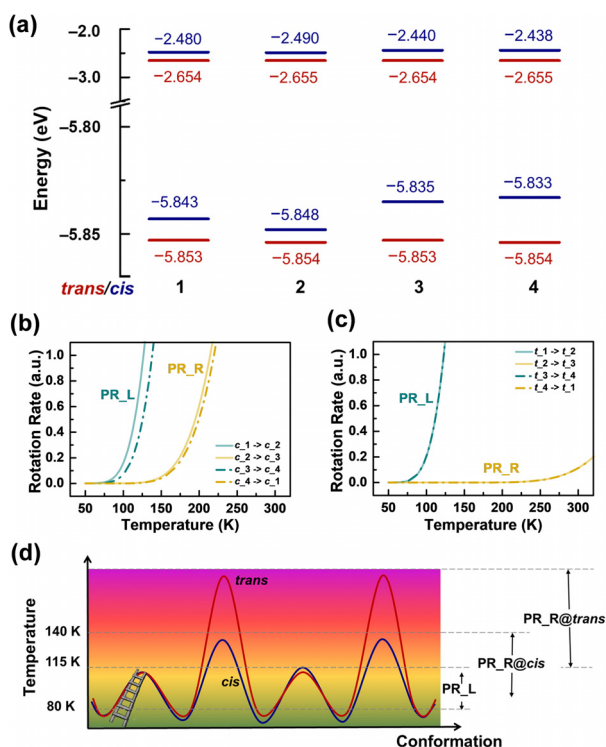 (a)
−2.0
−3.0
−5.80
−5.85
Energy (eV)
−2.480 −2.490 −2.440 −2.438
−2.654 −2.655 −2.654 −2.655
−5.843 −5.848 −5.835 −5.833
−5.853 −5.854 −5.853 −5.854
trans/cis 1 2 3 4
(b)
Rotation Rate (a.u.)
1.0
0.8
0.6
0.4
0.2
0.0
PR_L
PR_R
c_1 -> c_2
c_2 -> c_3
c_3 -> c_4
c_4 -> c_1
50 100 150 200 250 300
Temperature (K)
(c)
Rotation Rate (a.u.)
1.0
0.8
0.6
0.4
0.2
0.0
PR_L
PR_R
t_1 -> t_2
t_2 -> t_3
t_3 -> t_4
t_4 -> t_1
50 100 150 200 250 300
Temperature (K)
(d)
Temperature
140 K
115 K
80 K
trans
cis
PR_L
PR_R@cis
PR_R@trans
Conformation